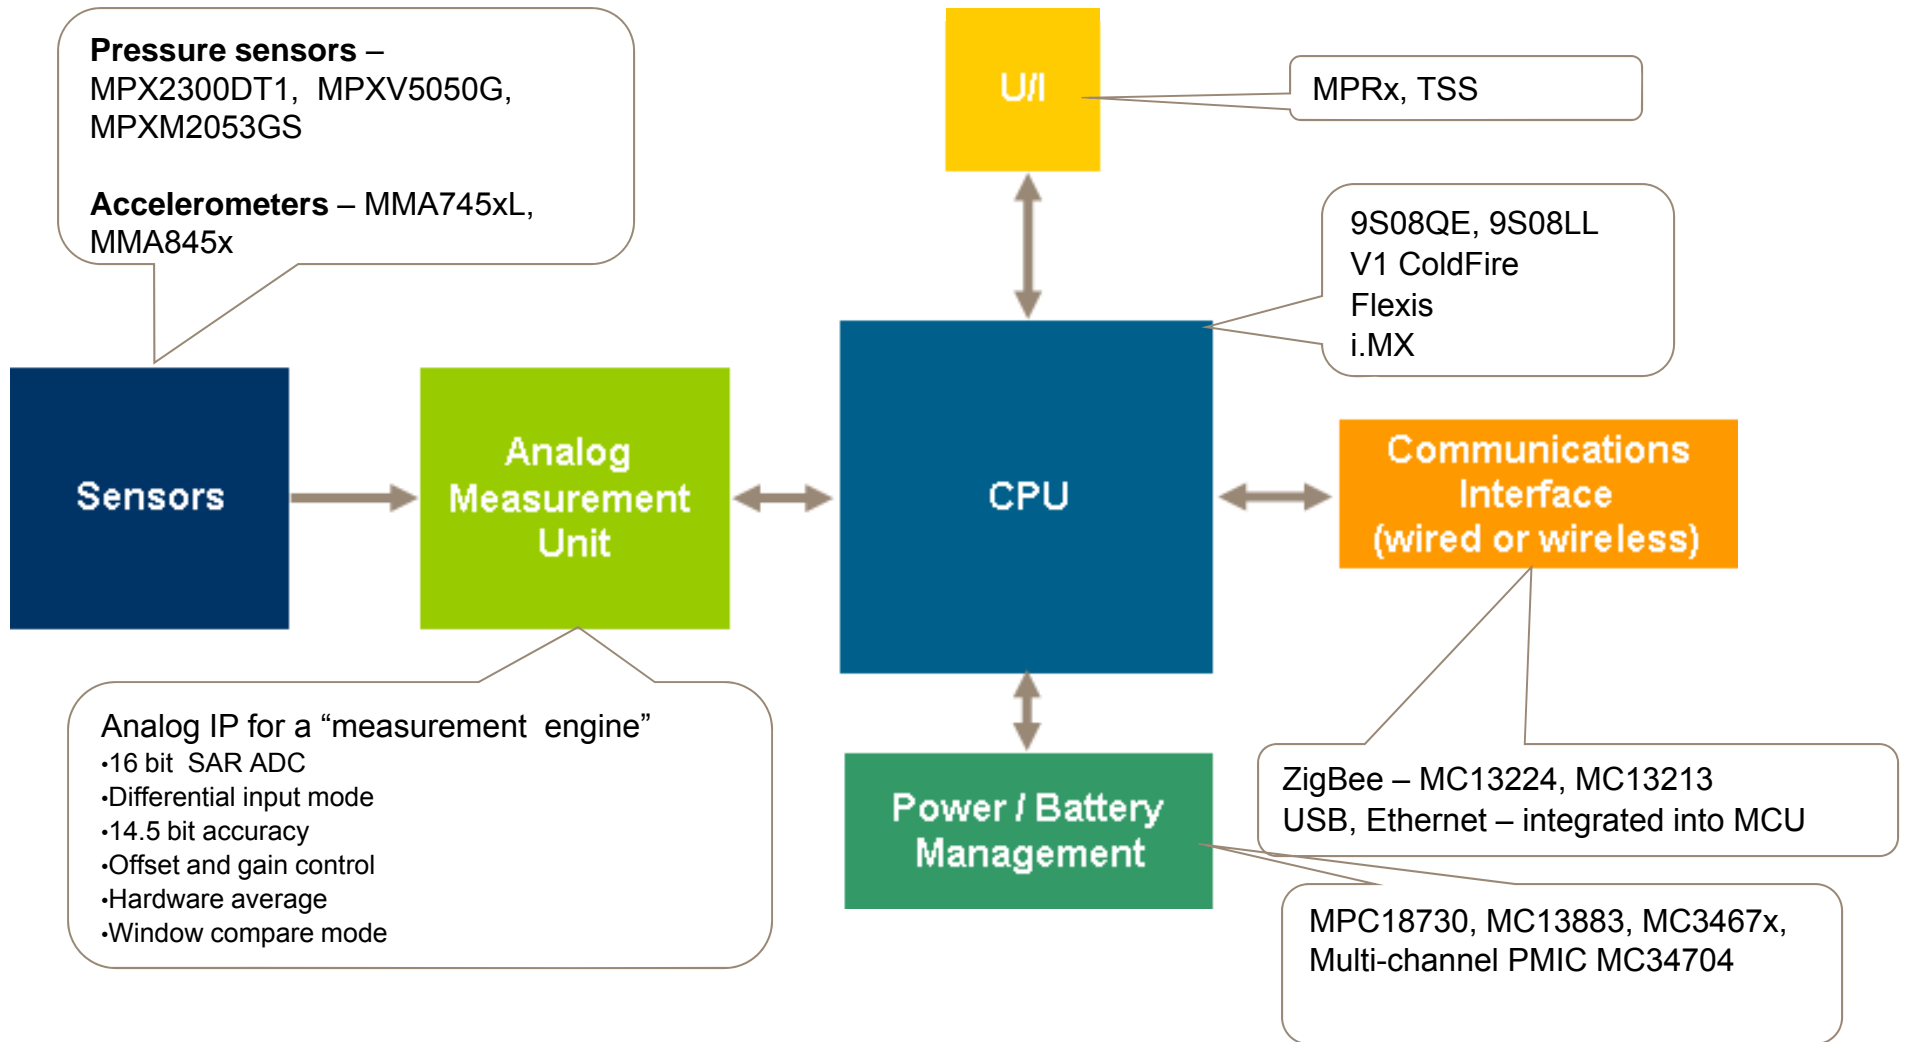 Pressure sensors –
MPX2300DT1, MPXV5050G,
MPXM2053GS
Accelerometers – MMA745xL,
MMA845x
U/I
MPRx, TSS
9S08QE, 9S08LL
V1 ColdFire
Flexis
i.MX
Sensors
Analog
Measurement
Unit
CPU
Communications
Interface
(wired or wireless)
Analog IP for a “measurement engine”
•16 bit SAR ADC
•Differential input mode
•14.5 bit accuracy
•Offset and gain control
•Hardware average
•Window compare mode
Power / Battery
Management
ZigBee – MC13224, MC13213
USB, Ethernet – integrated into MCU
MPC18730, MC13883, MC3467x,
Multi-channel PMIC MC34704